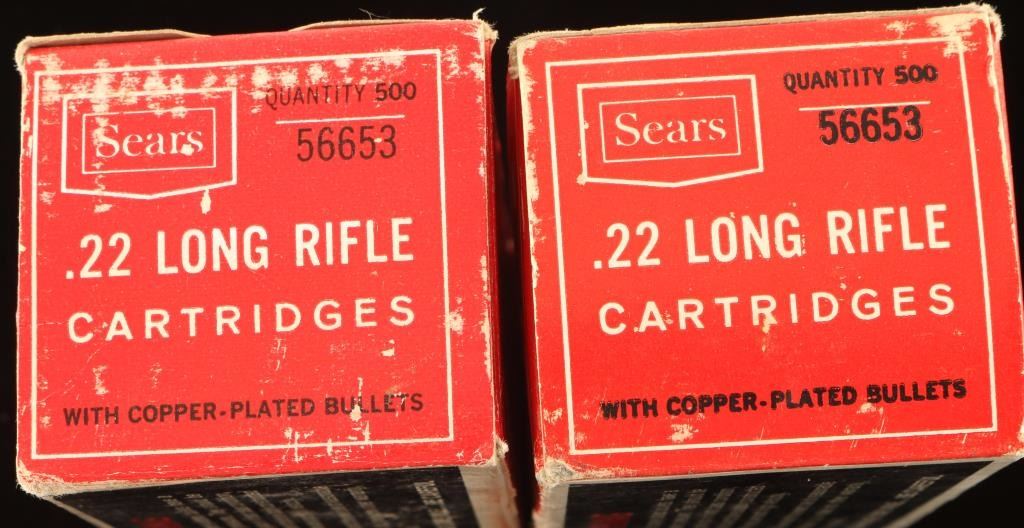 QUANTITY 500
56653
Sears
.22 LONG RIFLE
CARTRIDGES
WITH COPPER-PLATED BULLETS
QUANTITY 500
56653
Sears
.22 LONG RIFLE
CARTRIDGES
WITH COPPER-PLATED BULLETS